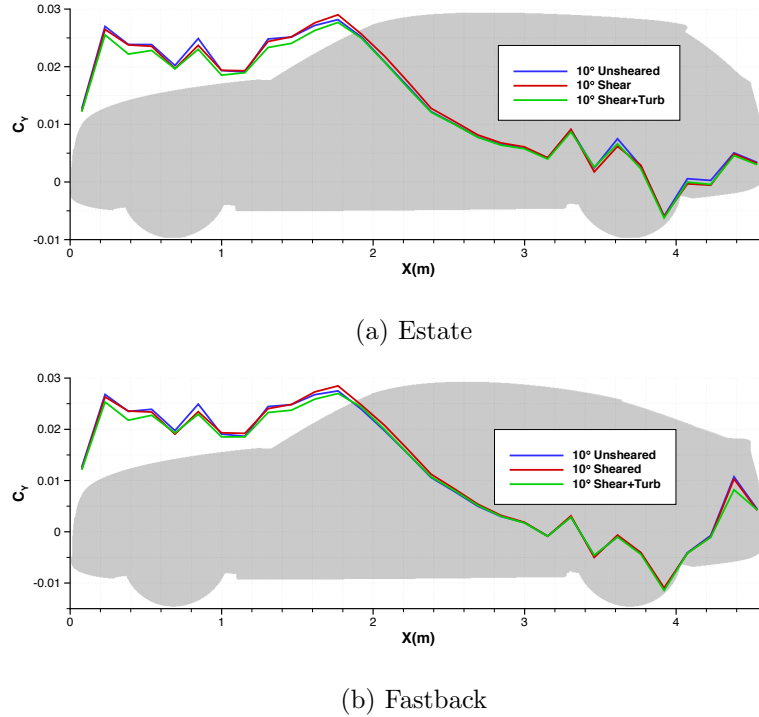 0.03
0.02
0.01
0
-0.01
C_Y
10° Unsheared
10° Shear
10° Shear+Turb
0 1 2 3 4
X(m)
(a) Estate
0.03
0.02
0.01
0
-0.01
C_Y
10° Unsheared
10° Sheared
10° Shear+Turb
0 1 2 3 4
X(m)
(b) Fastback